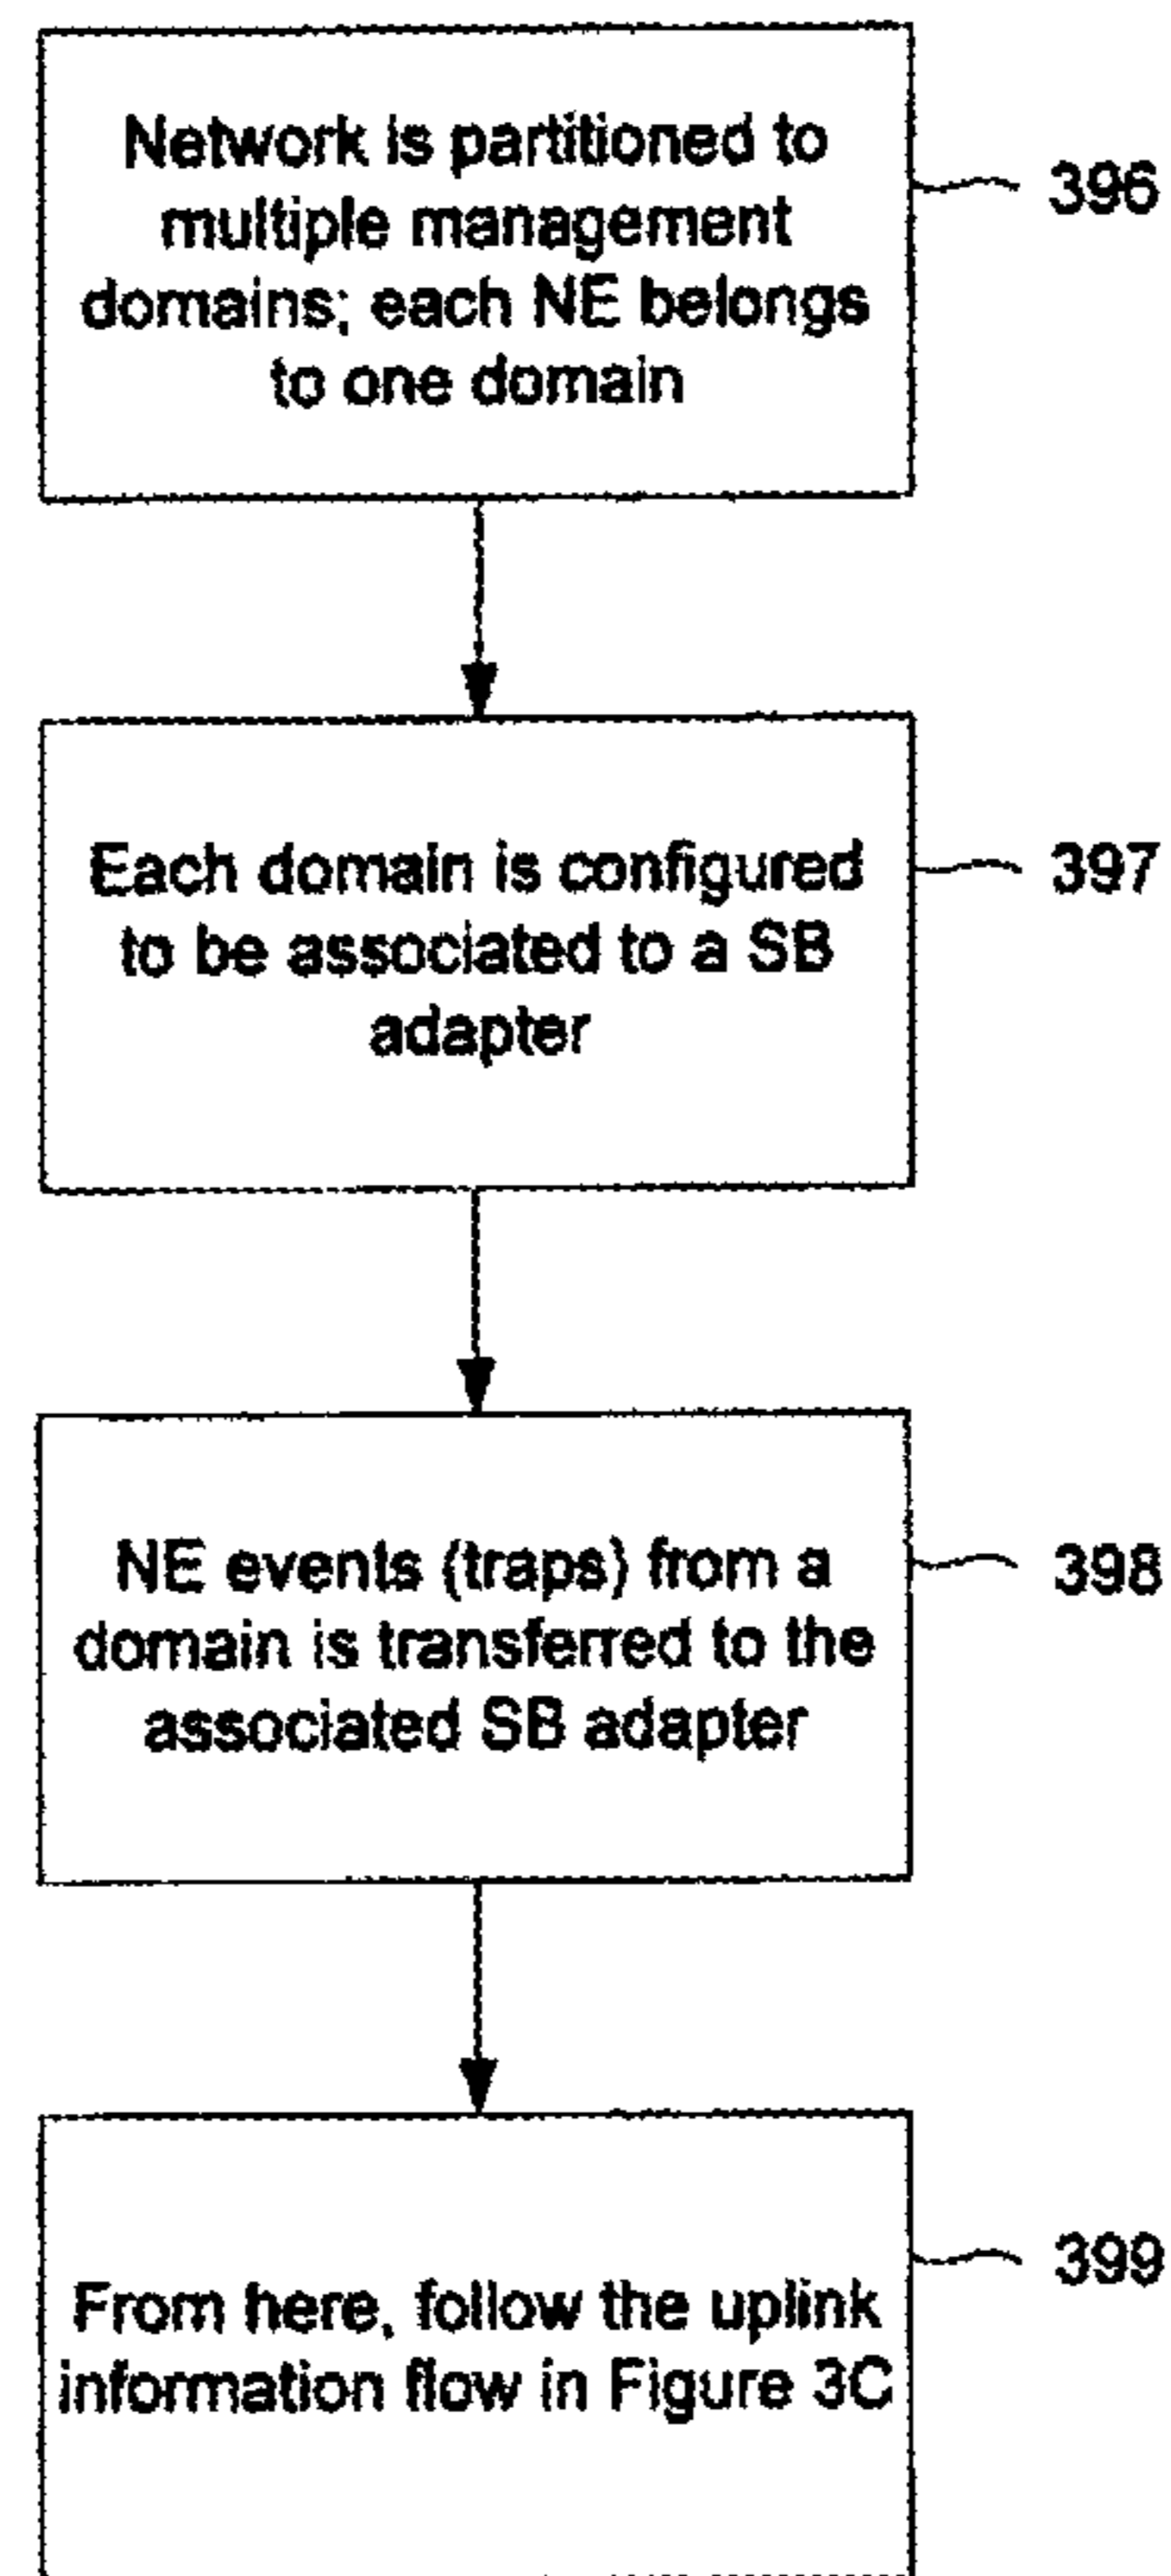 Network is partitioned to
multiple management
domains; each NE belongs
to one domain
396
Each domain is configured
to be associated to a SB
adapter
397
NE events (traps) from a
domain is transferred to the
associated SB adapter
398
From here, follow the uplink
information flow in Figure 3C
399